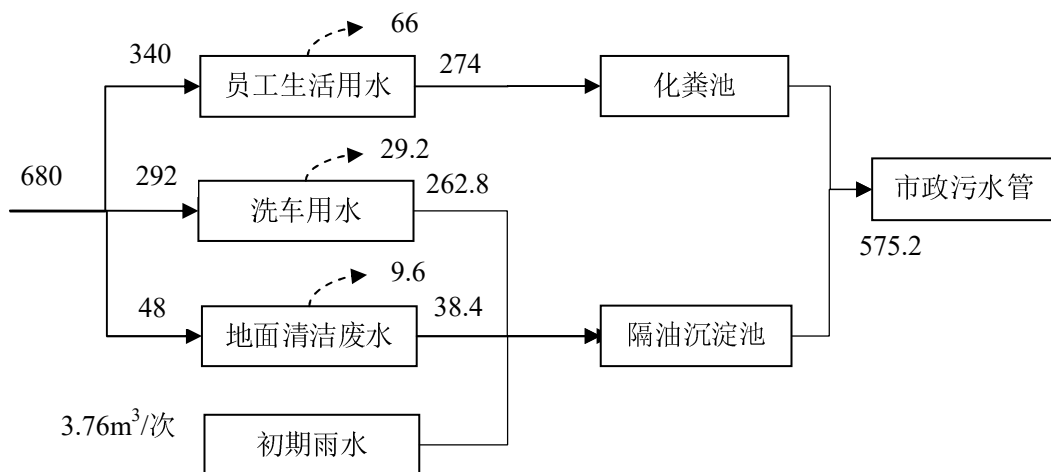 66
340
员工生活用水
274
化粪池
680
292
29.2
262.8
洗车用水
市政污水管
575.2
9.6
48
地面清洁废水
38.4
隔油沉淀池
3.76m³/次
初期雨水